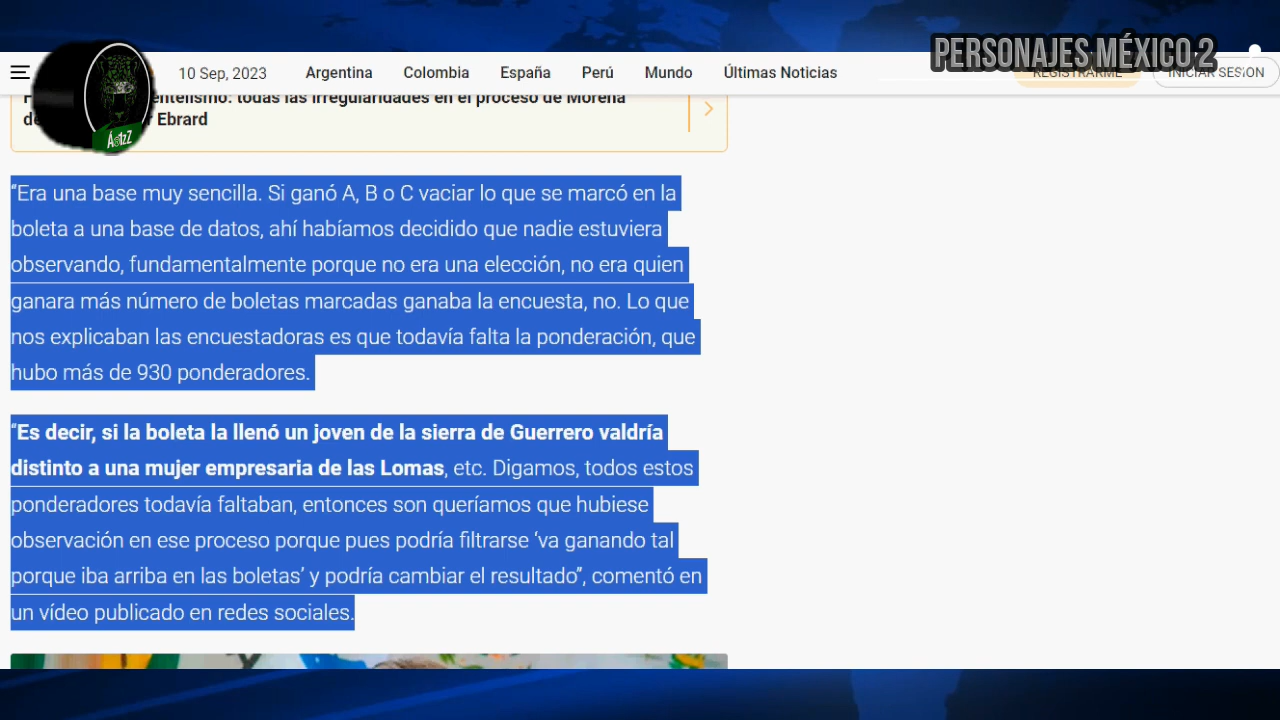 PERSONAJES MÉXICO 2
10 Sep, 2023 Argentina Colombia España Perú Mundo Últimas Noticias REGISTRARME INICIAR SESIÓN
todas las irregularidades en el proceso de Morena
Ebrard
ÁatzZ
“Era una base muy sencilla. Si ganó A, B o C vaciar lo que se marcó en la
boleta a una base de datos, ahí habíamos decidido que nadie estuviera
observando, fundamentalmente porque no era una elección, no era quien
ganara más número de boletas marcadas ganaba la encuesta, no. Lo que
nos explicaban las encuestadoras es que todavía falta la ponderación, que
hubo más de 930 ponderadores.
“Es decir, si la boleta la llenó un joven de la sierra de Guerrero valdría
distinto a una mujer empresaria de las Lomas, etc. Digamos, todos estos
ponderadores todavía faltaban, entonces son queríamos que hubiese
observación en ese proceso porque pues podría filtrarse ‘va ganando tal
porque iba arriba en las boletas’ y podría cambiar el resultado”, comentó en
un vídeo publicado en redes sociales.